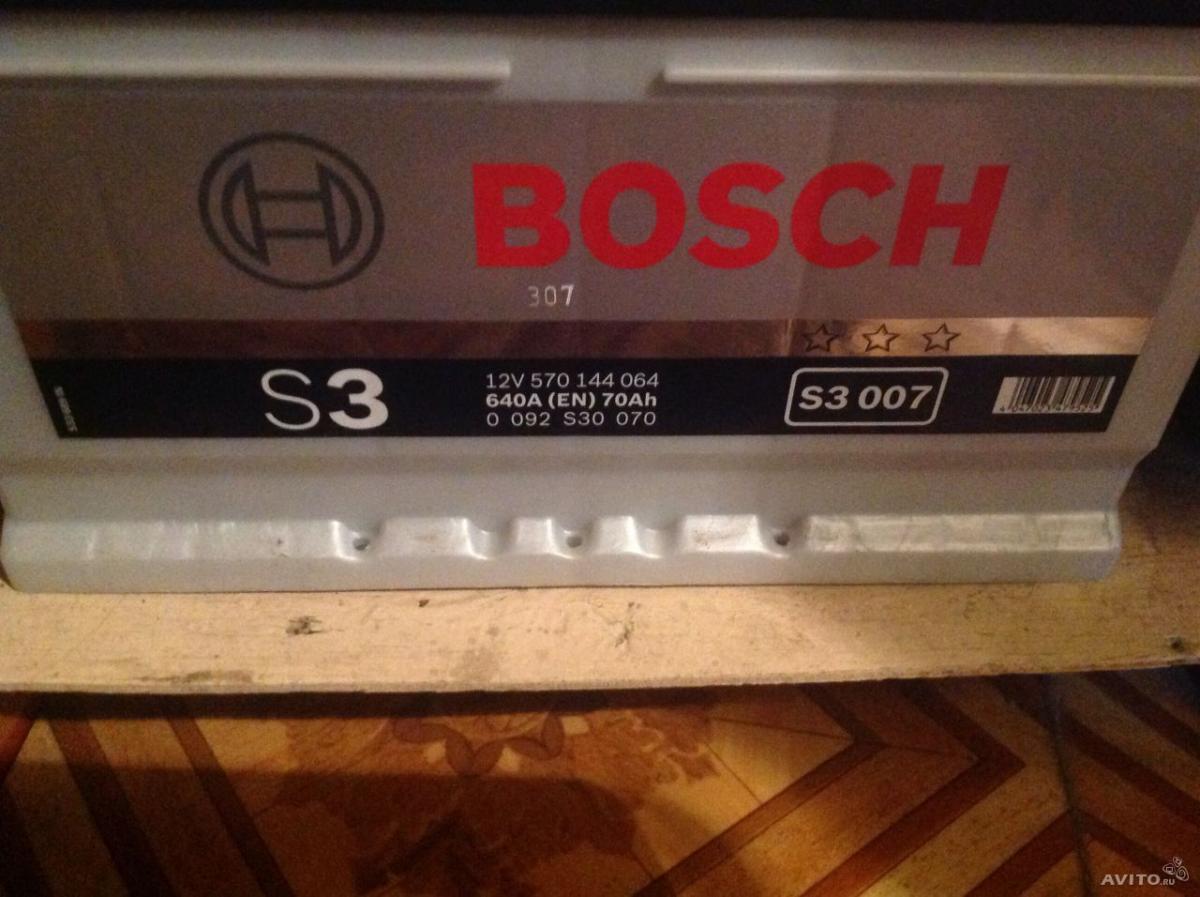 BOSCH
307
S3
12V 570 144 064
640A (EN) 70Ah
0 092 S30 070
S3 007
AVITO.RU